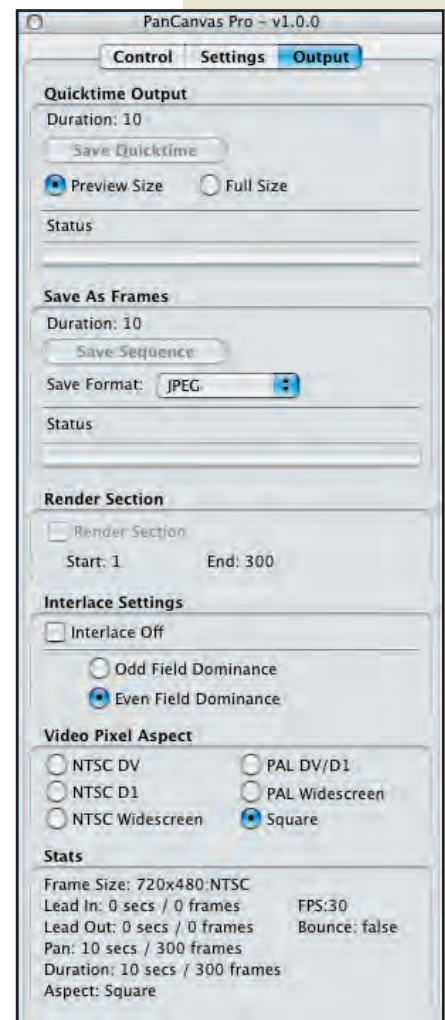 PanCanvas Pro – v1.0.0
Control Settings Output
Quicktime Output
Duration: 10
Save Quicktime
Preview Size Full Size
Status
Save As Frames
Duration: 10
Save Sequence
Save Format: JPEG
Status
Render Section
Render Section
Start: 1 End: 300
Interlace Settings
Interlace Off
Odd Field Dominance
Even Field Dominance
Video Pixel Aspect
NTSC DV PAL DV/D1
NTSC D1 PAL Widescreen
NTSC Widescreen Square
Stats
Frame Size: 720x480:NTSC
Lead In: 0 secs / 0 frames FPS:30
Lead Out: 0 secs / 0 frames Bounce: false
Pan: 10 secs / 300 frames
Duration: 10 secs / 300 frames
Aspect: Square